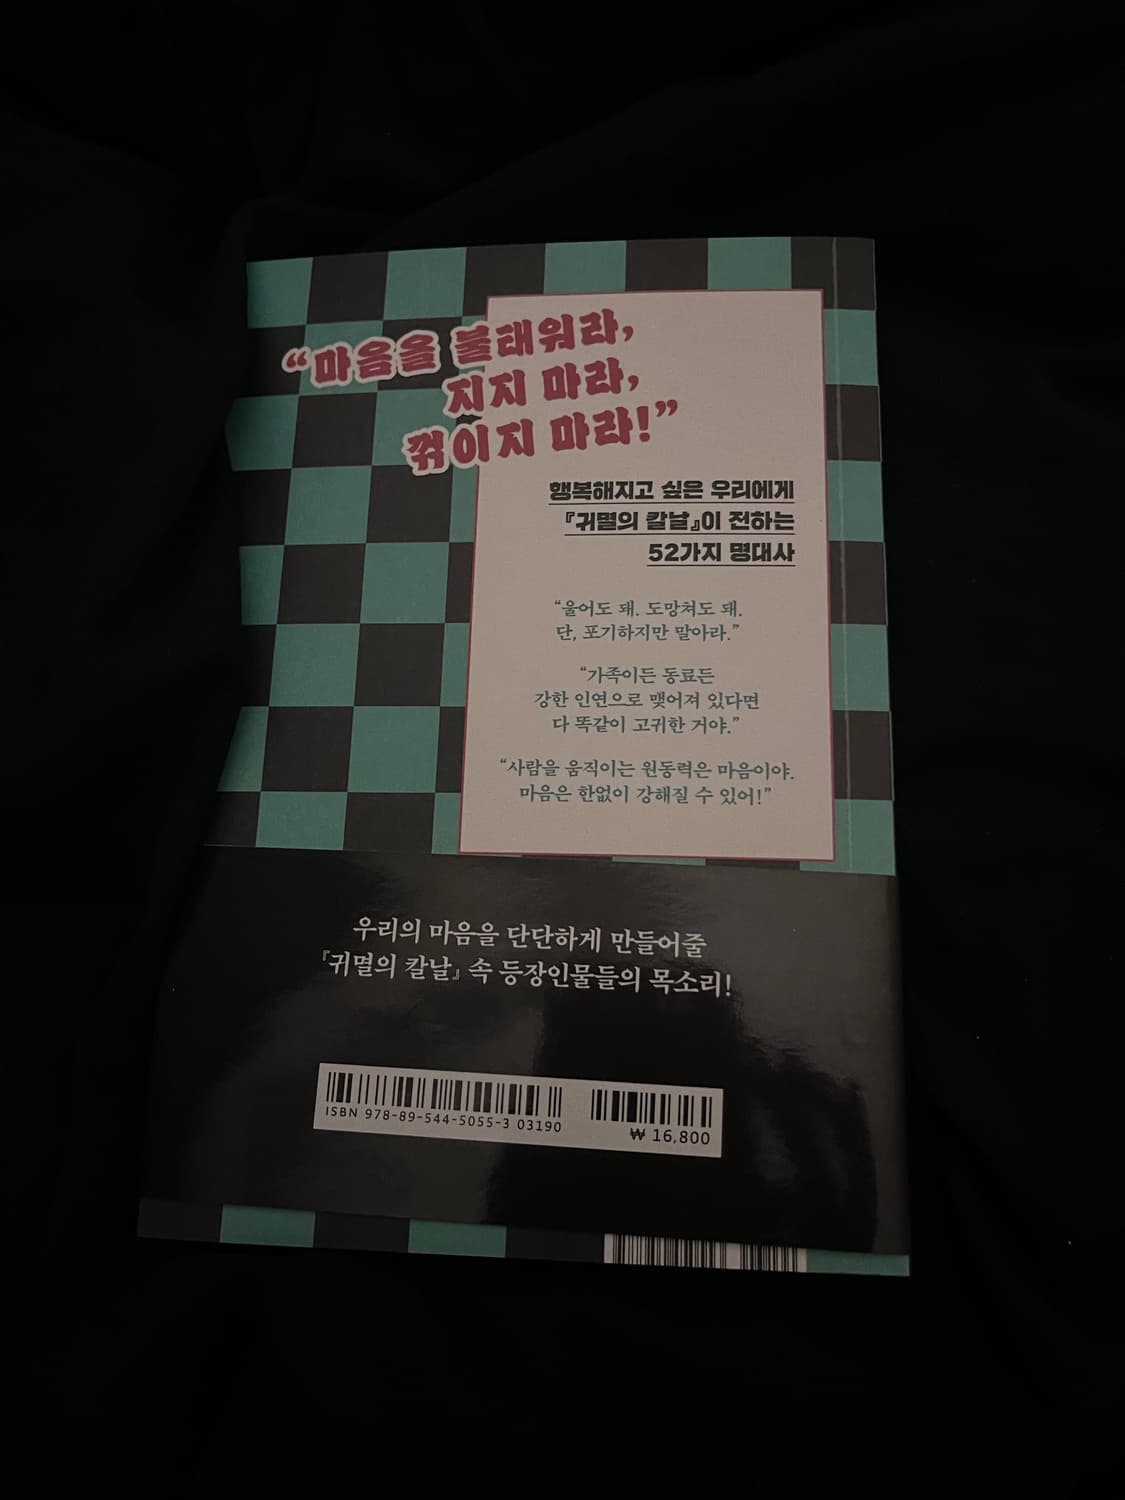 “마음을 불태워라,
지지 마라,
꺾이지 마라!”
행복해지고 싶은 우리에게
『귀멸의 칼날』이 전하는
52가지 명대사
“울어도 돼. 도망쳐도 돼.
단, 포기하지만 말아라.”
“가족이든 동료든
강한 인연으로 맺어져 있다면
다 똑같이 고귀한 거야.”
“사람을 움직이는 원동력은 마음이야.
마음은 한없이 강해질 수 있어!”
우리의 마음을 단단하게 만들어줄
『귀멸의 칼날』 속 등장인물들의 목소리!
ISBN 978-89-544-5055-3 03190
₩ 16,800